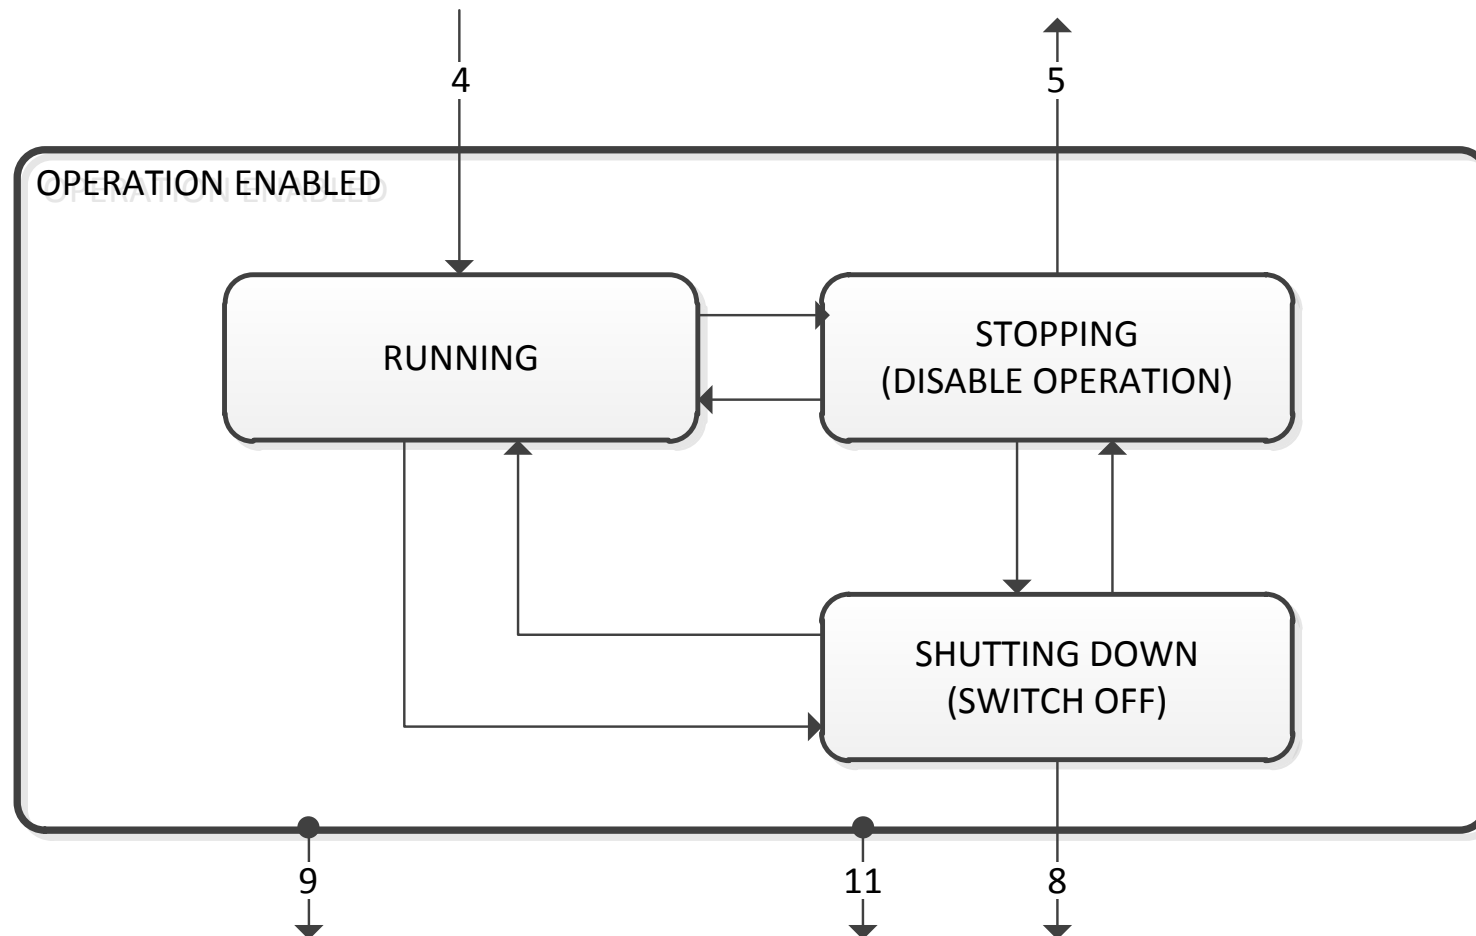 4
5
OPERATION ENABLED
RUNNING
STOPPING
(DISABLE OPERATION)
SHUTTING DOWN
(SWITCH OFF)
9
11
8